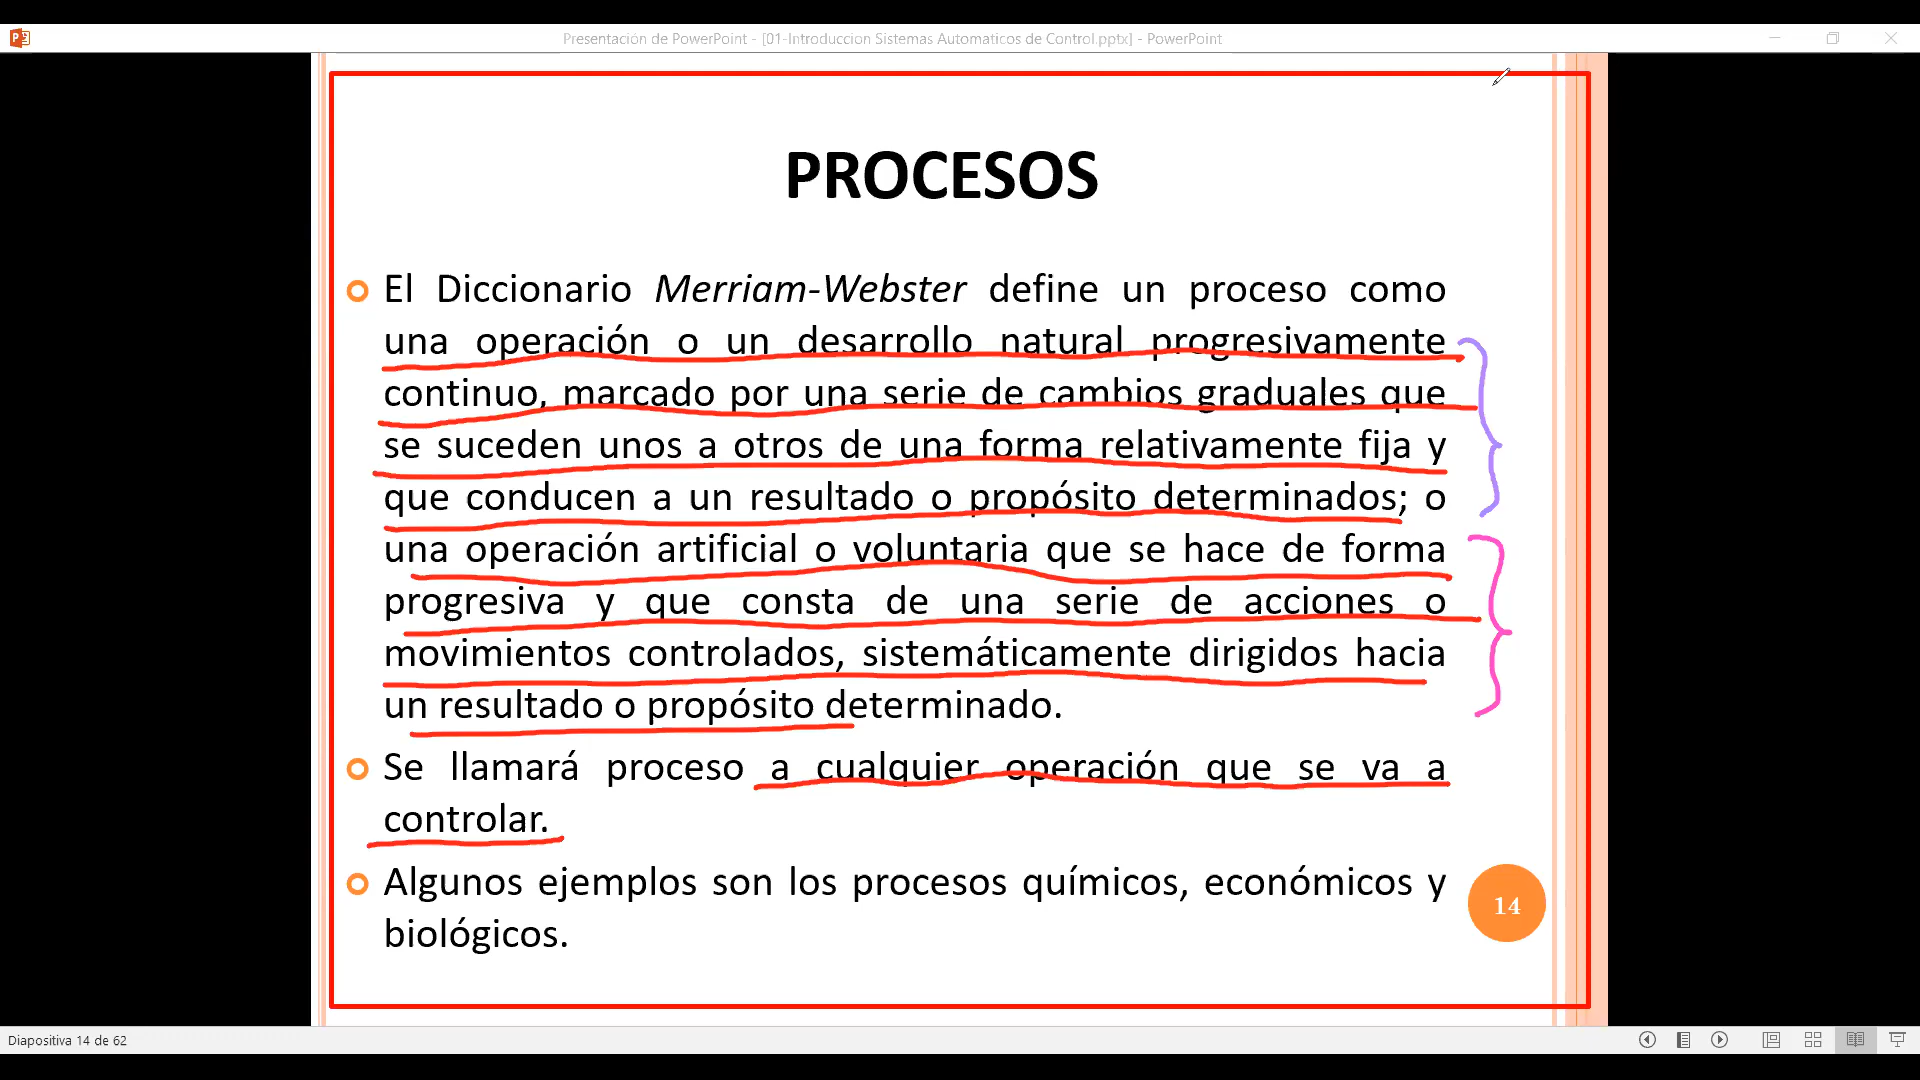 Presentación de PowerPoint - [01-Introduccion Sistemas Automaticos de Control.pptx] - PowerPoint
PROCESOS
El Diccionario Merriam-Webster define un proceso como
una operación o un desarrollo natural progresivamente
continuo, marcado por una serie de cambios graduales que
se suceden unos a otros de una forma relativamente fija y
que conducen a un resultado o propósito determinados; o
una operación artificial o voluntaria que se hace de forma
progresiva y que consta de una serie de acciones o
movimientos controlados, sistemáticamente dirigidos hacia
un resultado o propósito determinado.
Se llamará proceso a cualquier operación que se va a
controlar.
Algunos ejemplos son los procesos químicos, económicos y
biológicos.
14
Diapositiva 14 de 62